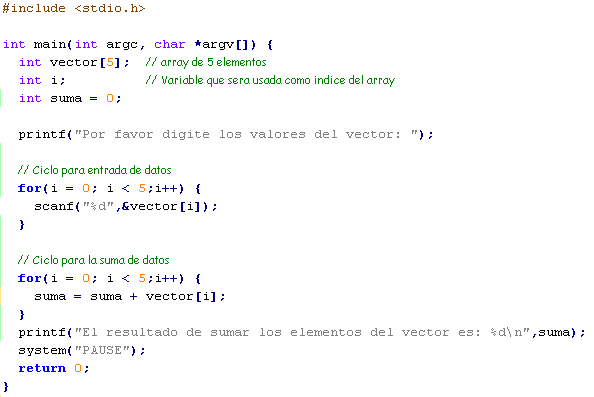 #include <stdio.h>
int main(int argc, char *argv[]) {
int vector[5]; // array de 5 elementos
int i; // Variable que sera usada como indice del array
int suma = 0;
printf("Por favor digite los valores del vector: ");
// Ciclo para entrada de datos
for(i = 0; i < 5;i++) {
scanf("%d",&vector[i]);
}
// Ciclo para la suma de datos
for(i = 0; i < 5;i++) {
suma = suma + vector[i];
}
printf("El resultado de sumar los elementos del vector es: %d\n",suma);
system("PAUSE");
return 0;
}